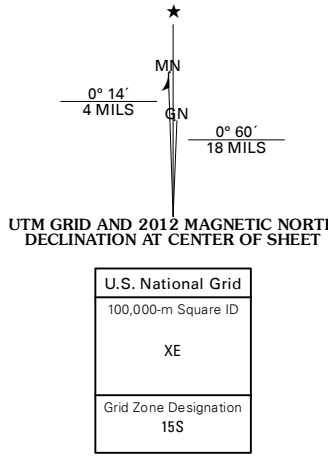 MN
0° 14´
4 MILS
GN
0° 60´
18 MILS
UTM GRID AND 2012 MAGNETIC NORTH
DECLINATION AT CENTER OF SHEET
U.S. National Grid
100,000-m Square ID
XE
Grid Zone Designation
15S